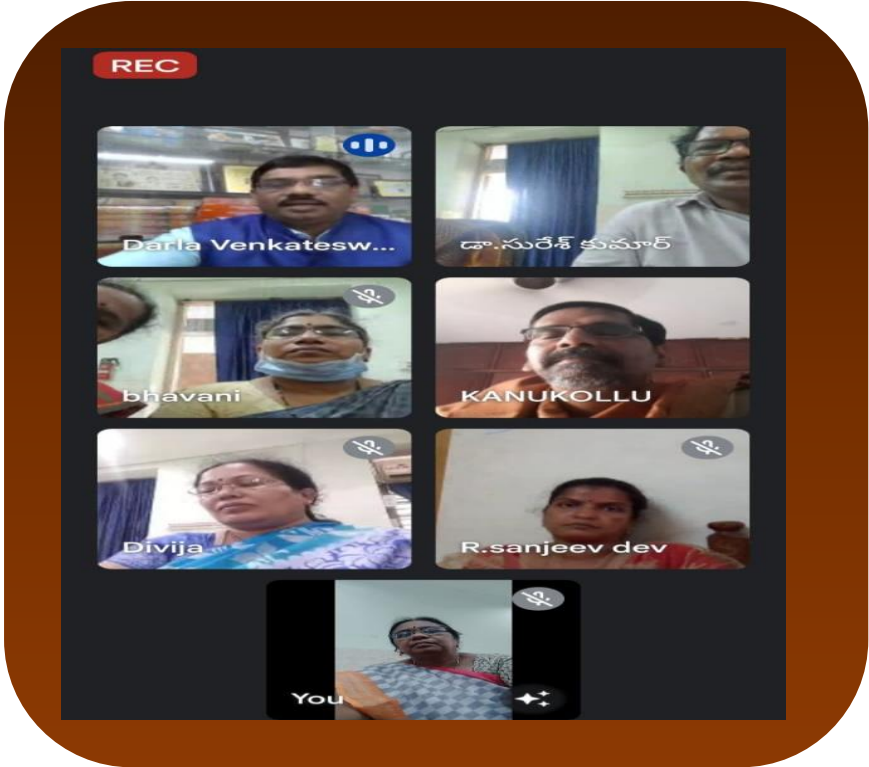 REC
Darla Venkatesw...
డా.సురేశ్ కుమార్
bhavani
KANUKOLLU
Divija
R.sanjeev dev
You